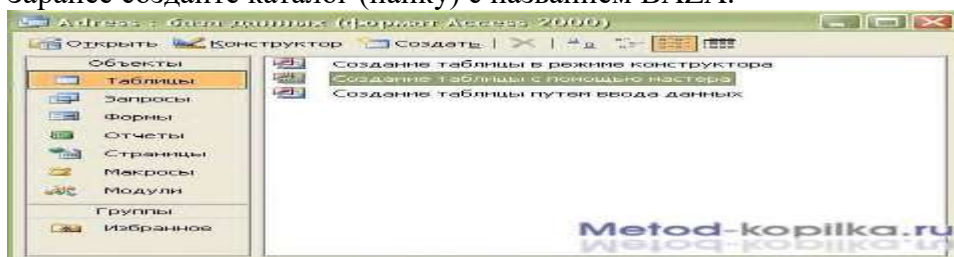 Заранее создайте каталог (папку) с названием BAZA.
Adress : база данных (формат Access 2000)
Открыть Конструктор Создать
Объекты
Таблицы
Запросы
Формы
Отчеты
Страницы
Макросы
Модули
Группы
Избранное
Создание таблицы в режиме конструктора
Создание таблицы с помощью мастера
Создание таблицы путем ввода данных
Metod-kopilka.ru